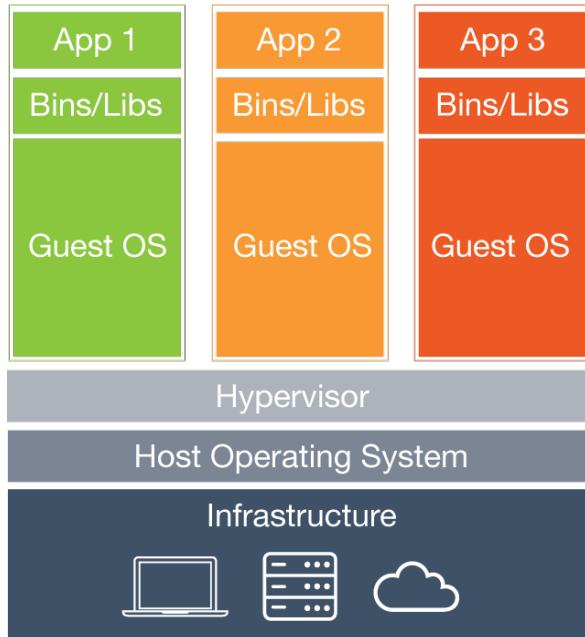 App 1
App 2
App 3
Bins/Libs
Bins/Libs
Bins/Libs
Guest OS
Guest OS
Guest OS
Hypervisor
Host Operating System
Infrastructure